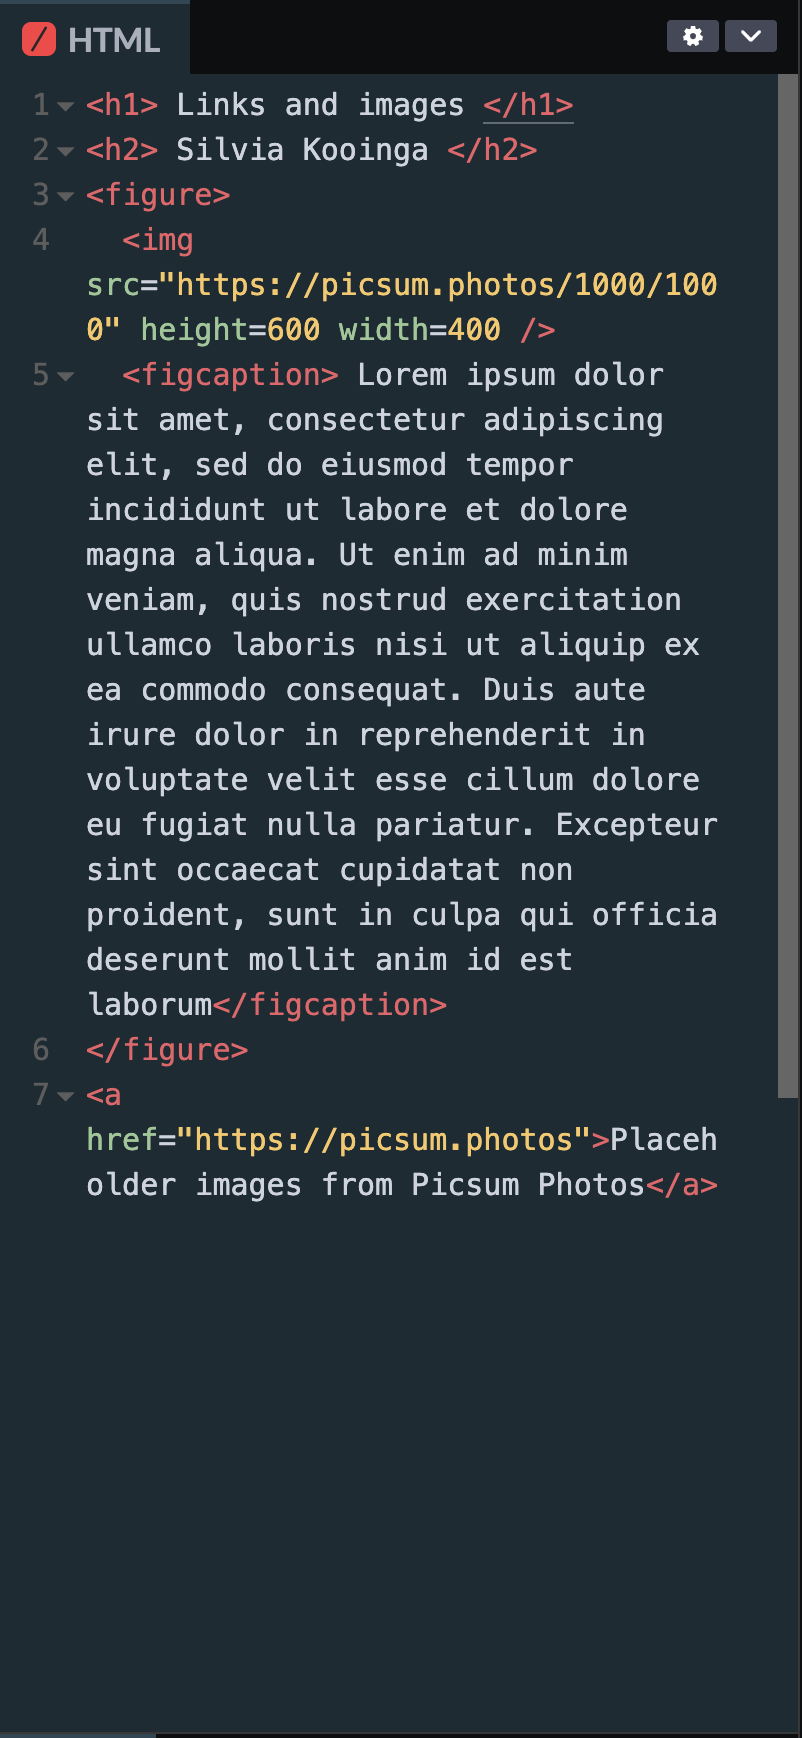 HTML
1 <h1> Links and images </h1>
2 <h2> Silvia Kooinga </h2>
3 <figure>
4 <img
src="https://picsum.photos/1000/100
0" height=600 width=400 />
5 <figcaption> Lorem ipsum dolor
sit amet, consectetur adipiscing
elit, sed do eiusmod tempor
incididunt ut labore et dolore
magna aliqua. Ut enim ad minim
veniam, quis nostrud exercitation
ullamco laboris nisi ut aliquip ex
ea commodo consequat. Duis aute
irure dolor in reprehenderit in
voluptate velit esse cillum dolore
eu fugiat nulla pariatur. Excepteur
sint occaecat cupidatat non
proident, sunt in culpa qui officia
deserunt mollit anim id est
laborum</figcaption>
6 </figure>
7 <a
href="https://picsum.photos">Placeh
older images from Picsum Photos</a>